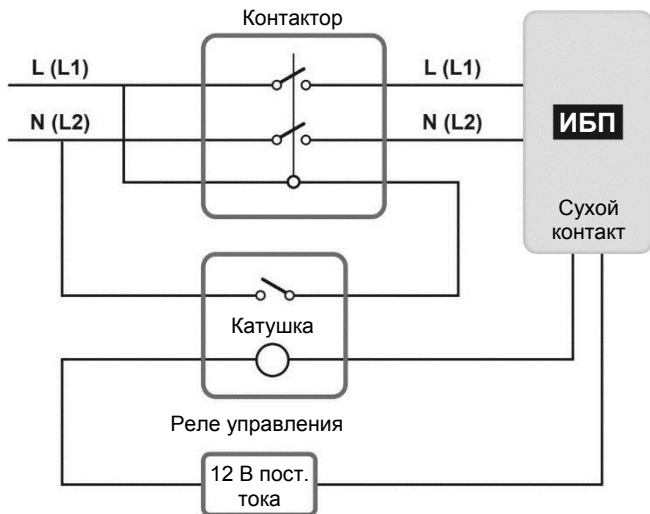 Контактор
L (L1)
L (L1)
N (L2)
N (L2)
ИБП
Сухой
контакт
Катушка
Реле управления
12 В пост.
тока